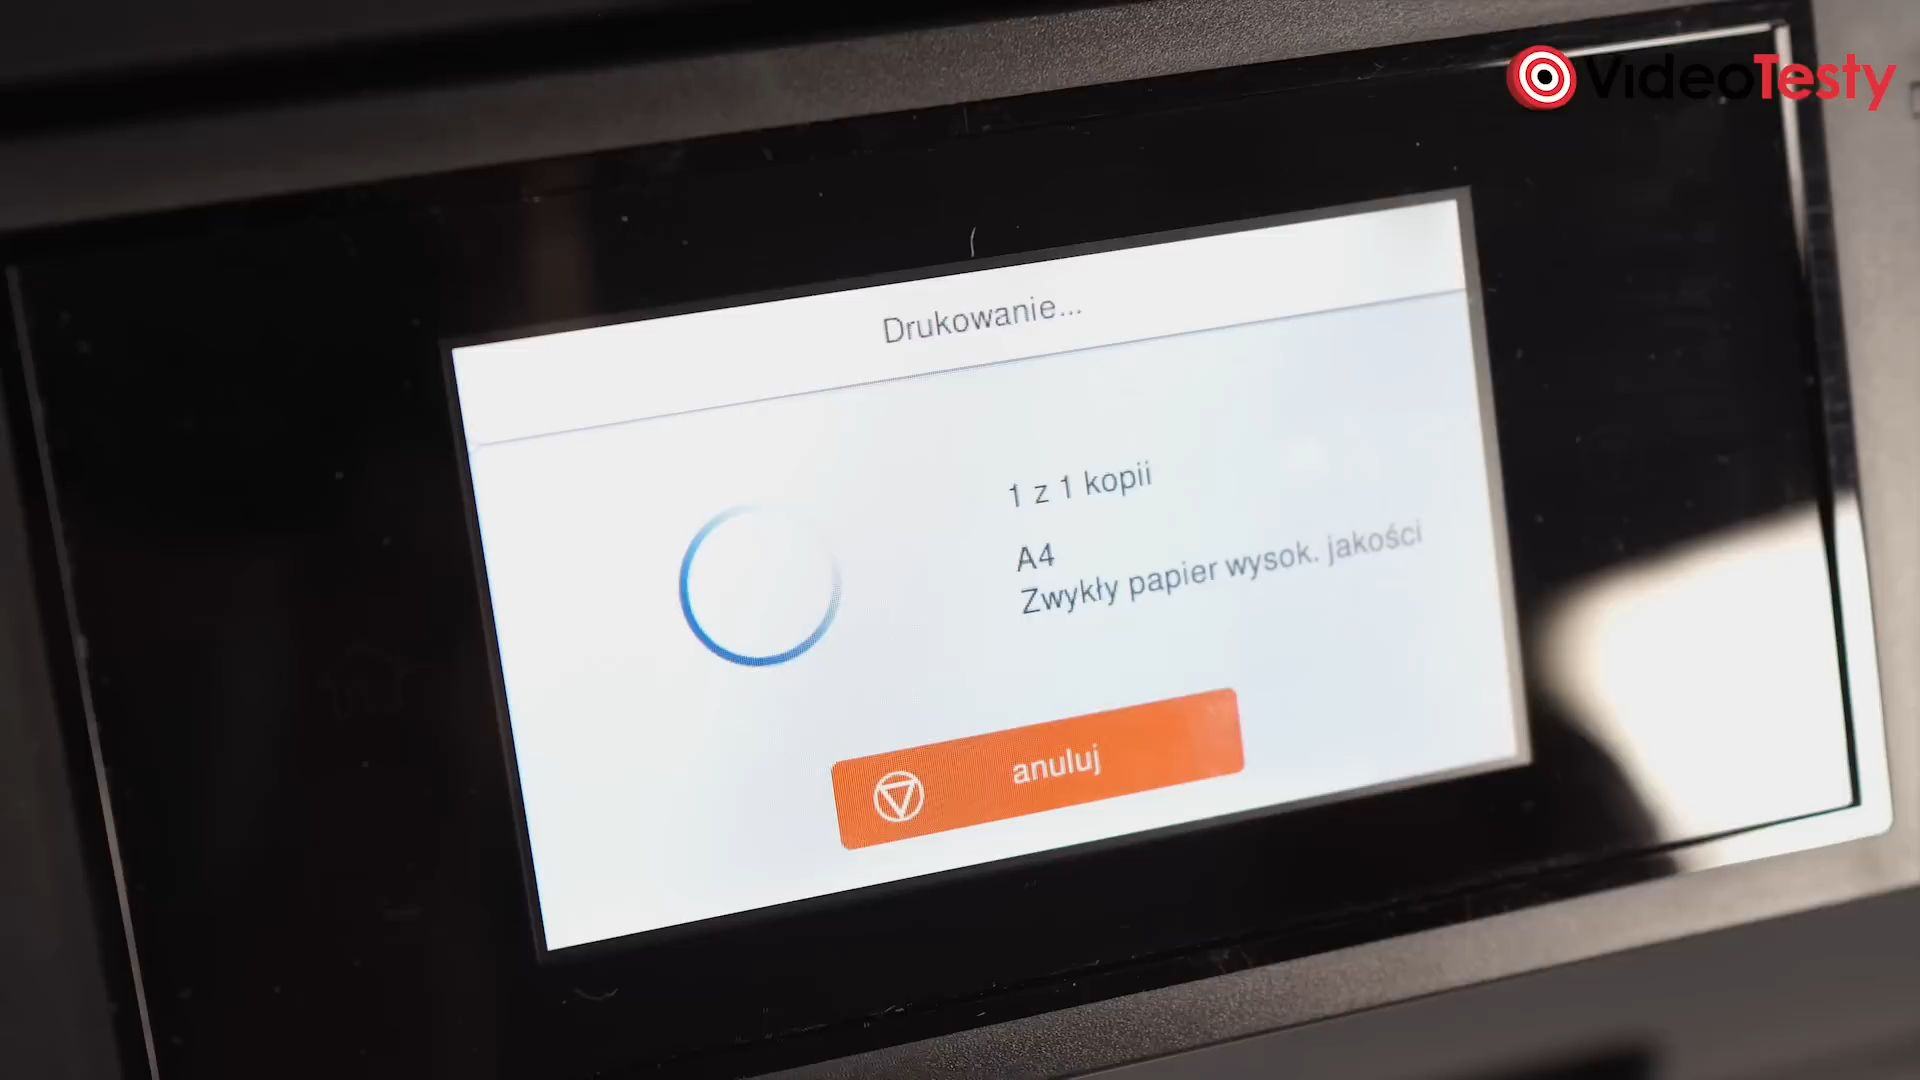 VideoTesty
Drukowanie...
1 z 1 kopii
A4
Zwykły papier wysok. jakości
anuluj